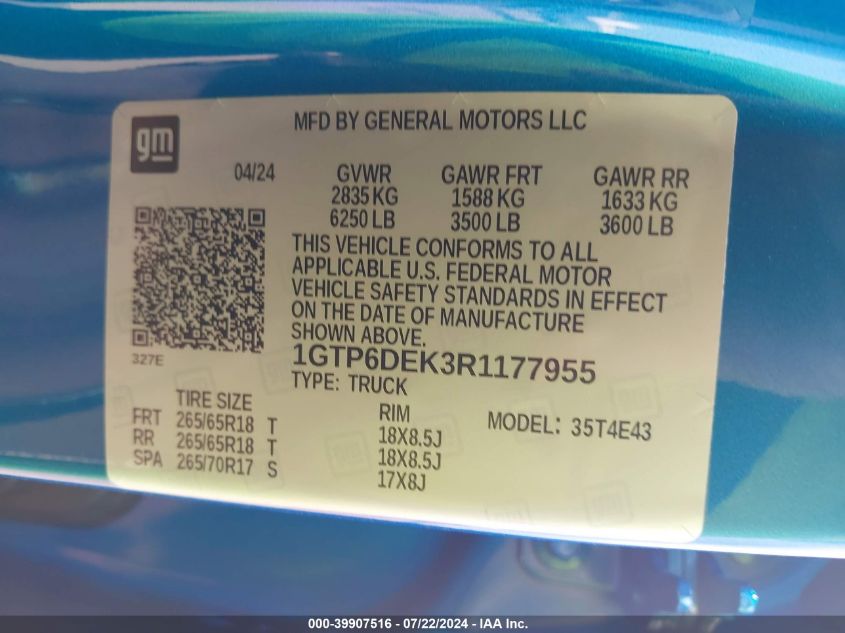 gm
MFD BY GENERAL MOTORS LLC
04/24 GVWR GAWR FRT GAWR RR
2835 KG 1588 KG 1633 KG
6250 LB 3500 LB 3600 LB
THIS VEHICLE CONFORMS TO ALL
APPLICABLE U.S. FEDERAL MOTOR
VEHICLE SAFETY STANDARDS IN EFFECT
ON THE DATE OF MANUFACTURE
SHOWN ABOVE.
327E
1GTP6DEK3R1177955
TYPE: TRUCK
TIRE SIZE RIM MODEL: 35T4E43
FRT 265/65R18 T 18X8.5J
RR 265/65R18 T 18X8.5J
SPA 265/70R17 S 17X8J
000-39907516 - 07/22/2024 - IAA Inc.